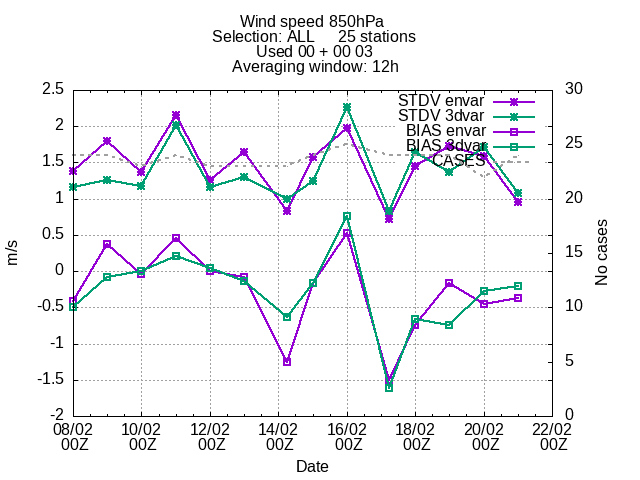 Wind speed 850hPa
Selection: ALL 25 stations
Used 00 + 00 03
Averaging window: 12h
2.5
2
1.5
1
0.5
0
-0.5
-1
-1.5
-2
m/s
30
25
20
15
10
5
0
No cases
STDV envar
STDV 3dvar
BIAS envar
BIAS 3dvar
CASES
08/02 10/02 12/02 14/02 16/02 18/02 20/02 22/02
00Z 00Z 00Z 00Z 00Z 00Z 00Z 00Z
Date